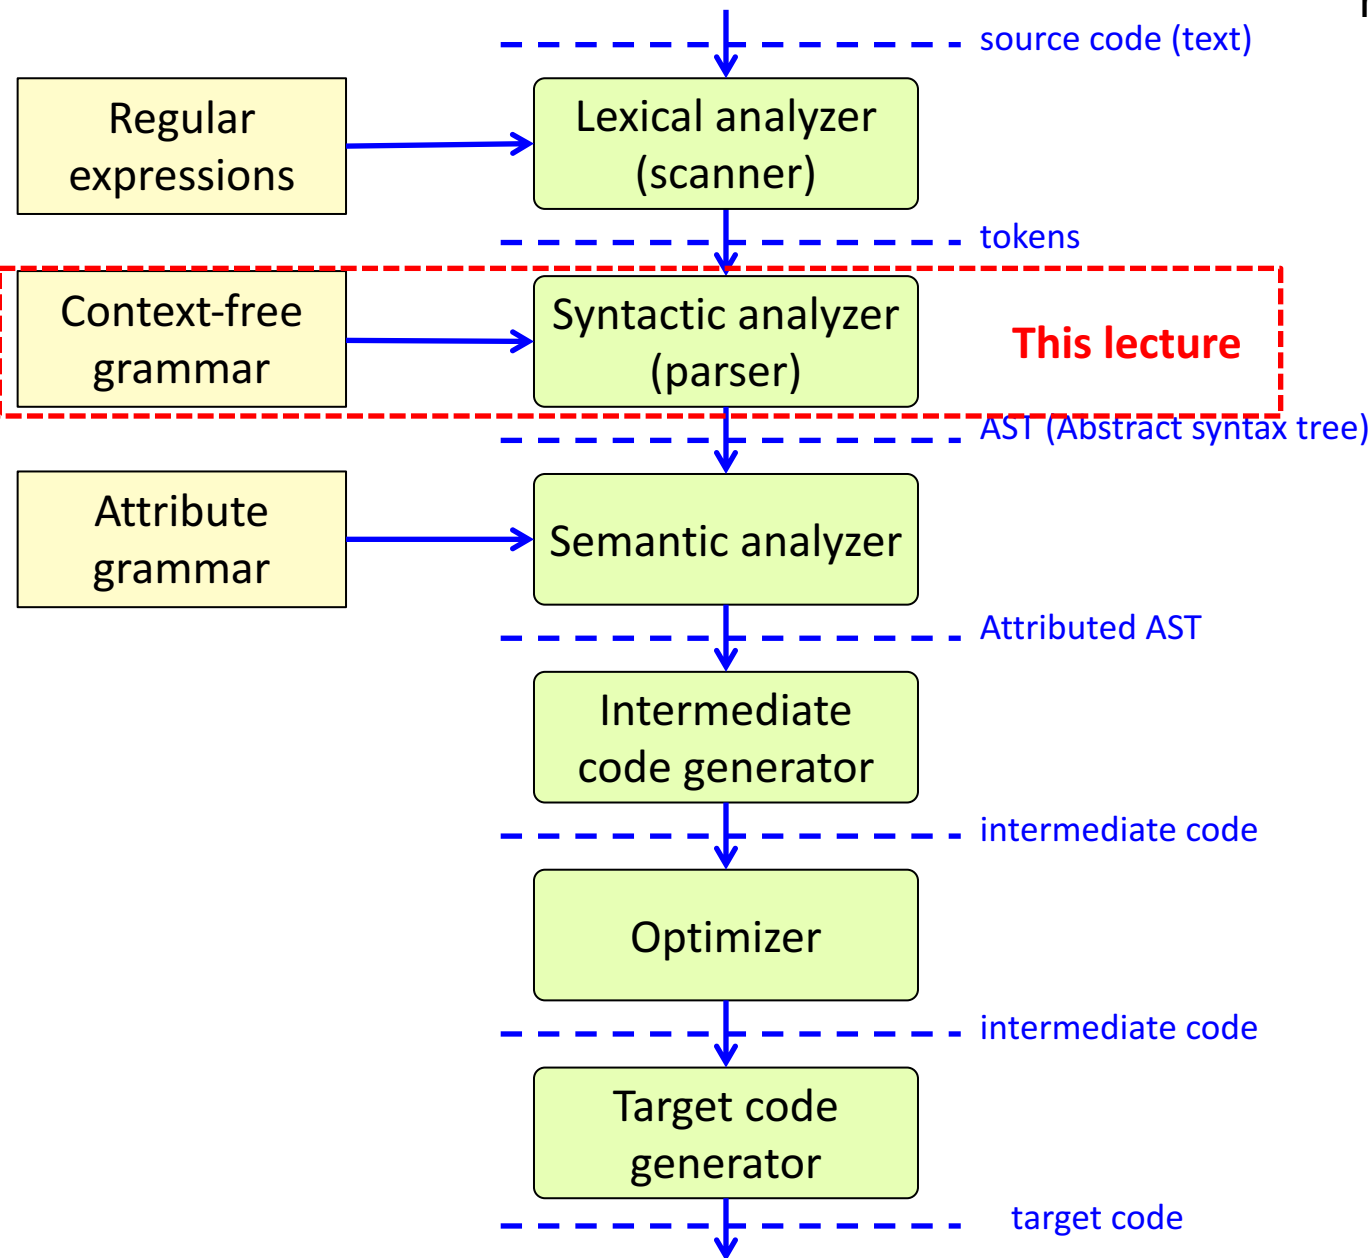 source code (text)
Regular
expressions
Lexical analyzer
(scanner)
tokens
Context-free
grammar
Syntactic analyzer
(parser)
This lecture
AST (Abstract syntax tree)
Attribute
grammar
Semantic analyzer
Attributed AST
Intermediate
code generator
intermediate code
Optimizer
intermediate code
Target code
generator
target code